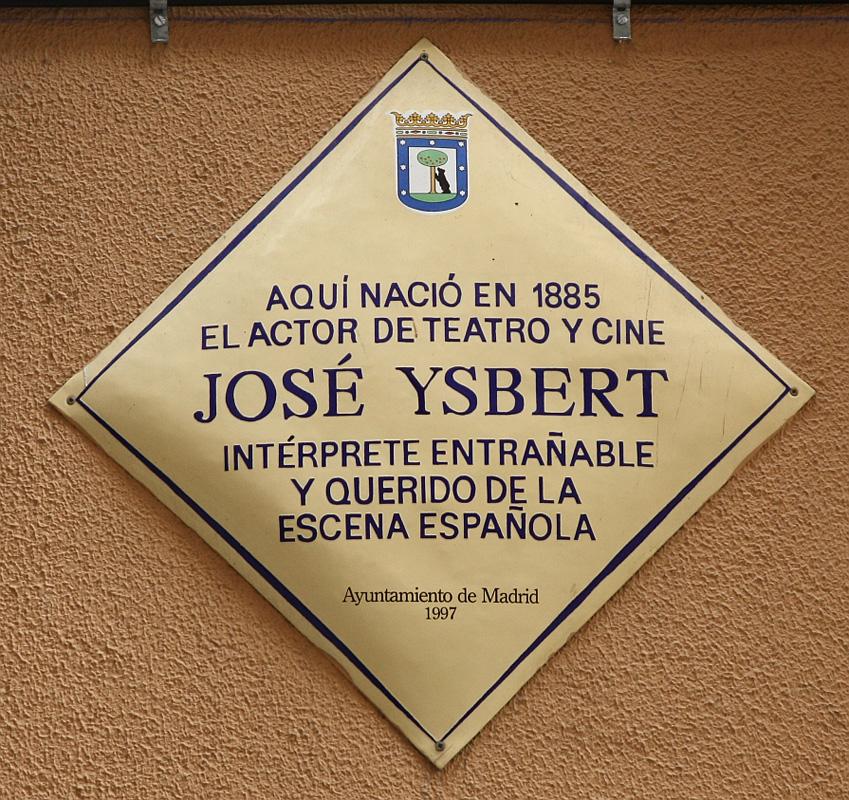 AQUÍ NACIÓ EN 1885
EL ACTOR DE TEATRO Y CINE
JOSÉ YSBERT
INTÉRPRETE ENTRAÑABLE
Y QUERIDO DE LA
ESCENA ESPAÑOLA
Ayuntamiento de Madrid
1997